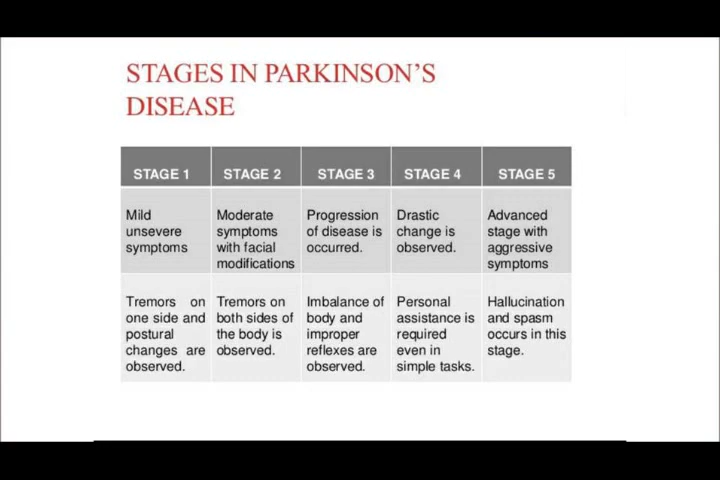 STAGES IN PARKINSON'S
DISEASE
STAGE 1
STAGE 2
STAGE 3
STAGE 4
STAGE 5
Mild
unsevere
symptoms
Moderate
symptoms
with facial
modifications
Progression
of disease is
occurred.
Drastic
change is
observed.
Advanced
stage with
aggressive
symptoms
Tremors on
one side and
postural
changes are
observed.
Tremors on
both sides of
the body is
observed.
Imbalance of
body and
improper
reflexes are
observed.
Personal
assistance is
required
even in
simple tasks.
Hallucination
and spasm
occurs in this
stage.